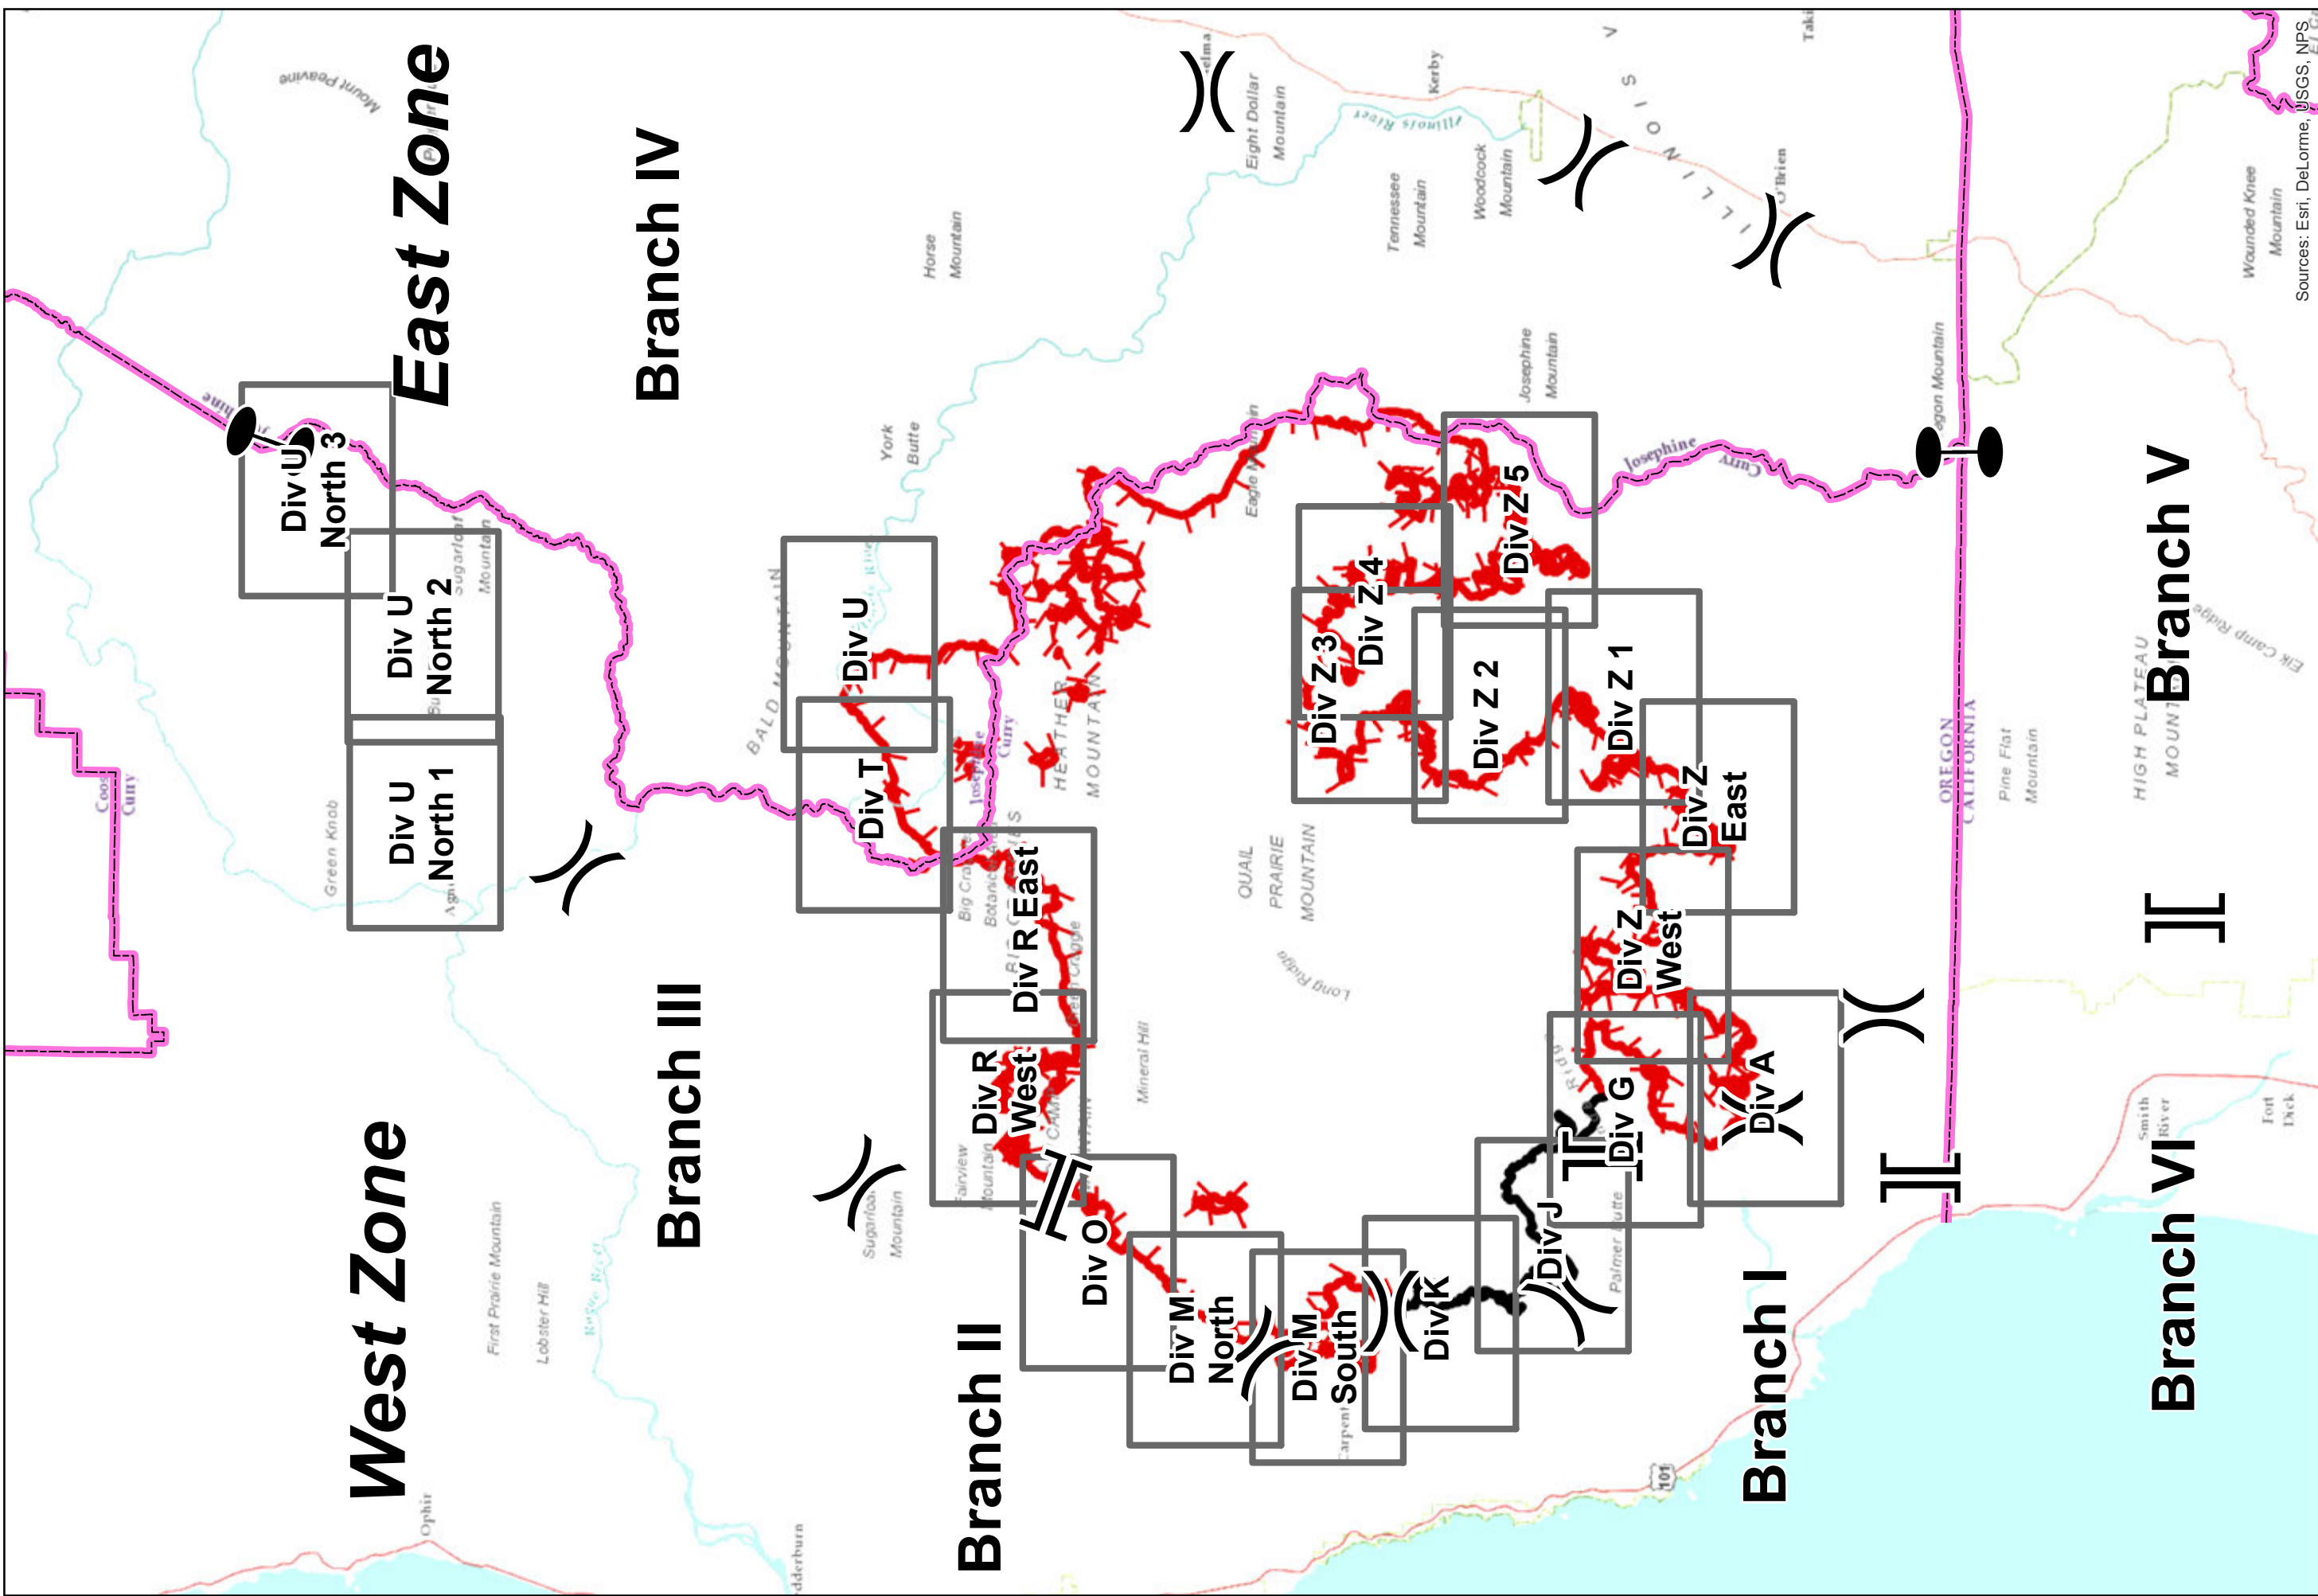 West Zone
East Zone
Branch I
Branch II
Branch III
Branch IV
Branch V
Branch VI
Div U
North 3
Div U
North 2
Div U
North 1
Div U
Div T
Div R East
Div R
West
Div O
Div M
North
Div M
South
Div K
Div J
Div G
Div A
Div Z
West
Div Z
East
Div Z 1
Div Z 2
Div Z 3
Div Z 4
Div Z 5
Mount Peavine
Green Knob
Coos
Curry
Sugarloaf
Mountain
First Prairie Mountain
Lobster Hill
Ophir
BALD MOUNTAIN
York
Butte
Horse
Mountain
Eight Dollar
Mountain
Kerby
Illinois River
Tennessee
Mountain
Woodcock
Mountain
O'Brien
Josephine
Mountain
Eagle Mountain
Josephine
Curry
Josephine
Curry
HEATHER
MOUNTAIN
QUAIL
PRAIRIE
MOUNTAIN
Long Ridge
Mineral Hill
Fairview
Mountain
Mountain
Palmer Butte
101
OREGON
CALIFORNIA
Pine Flat
Mountain
HIGH PLATEAU
Elk Camp Ridge
Wounded Knee
Mountain
Smith
River
Fort
Dick
Sources: Esri, DeLorme, USGS, NPS